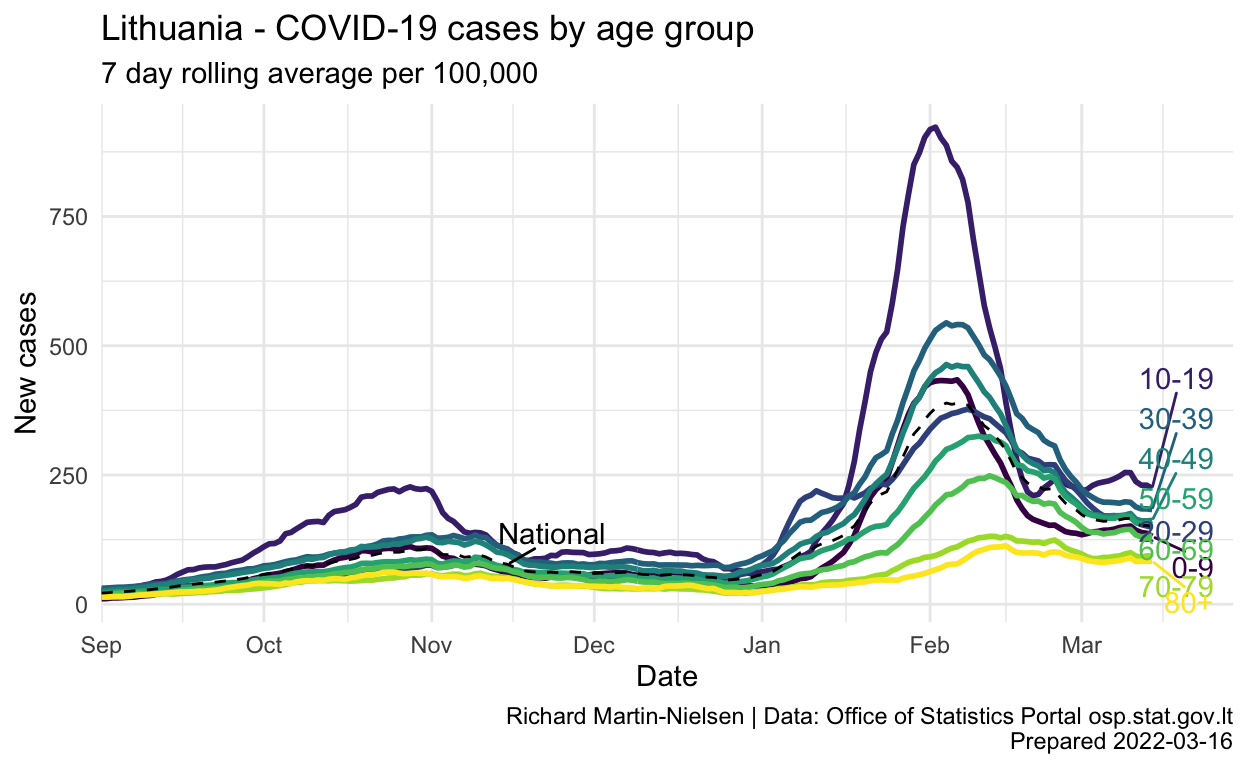 Lithuania - COVID-19 cases by age group
7 day rolling average per 100,000
New cases
750
500
250
0
10-19
30-39
40-49
50-59
20-29
60-69
0-9
70-79
80+
National
Sep Oct Nov Dec Jan Feb Mar
Date
Richard Martin-Nielsen | Data: Office of Statistics Portal osp.stat.gov.lt
Prepared 2022-03-16